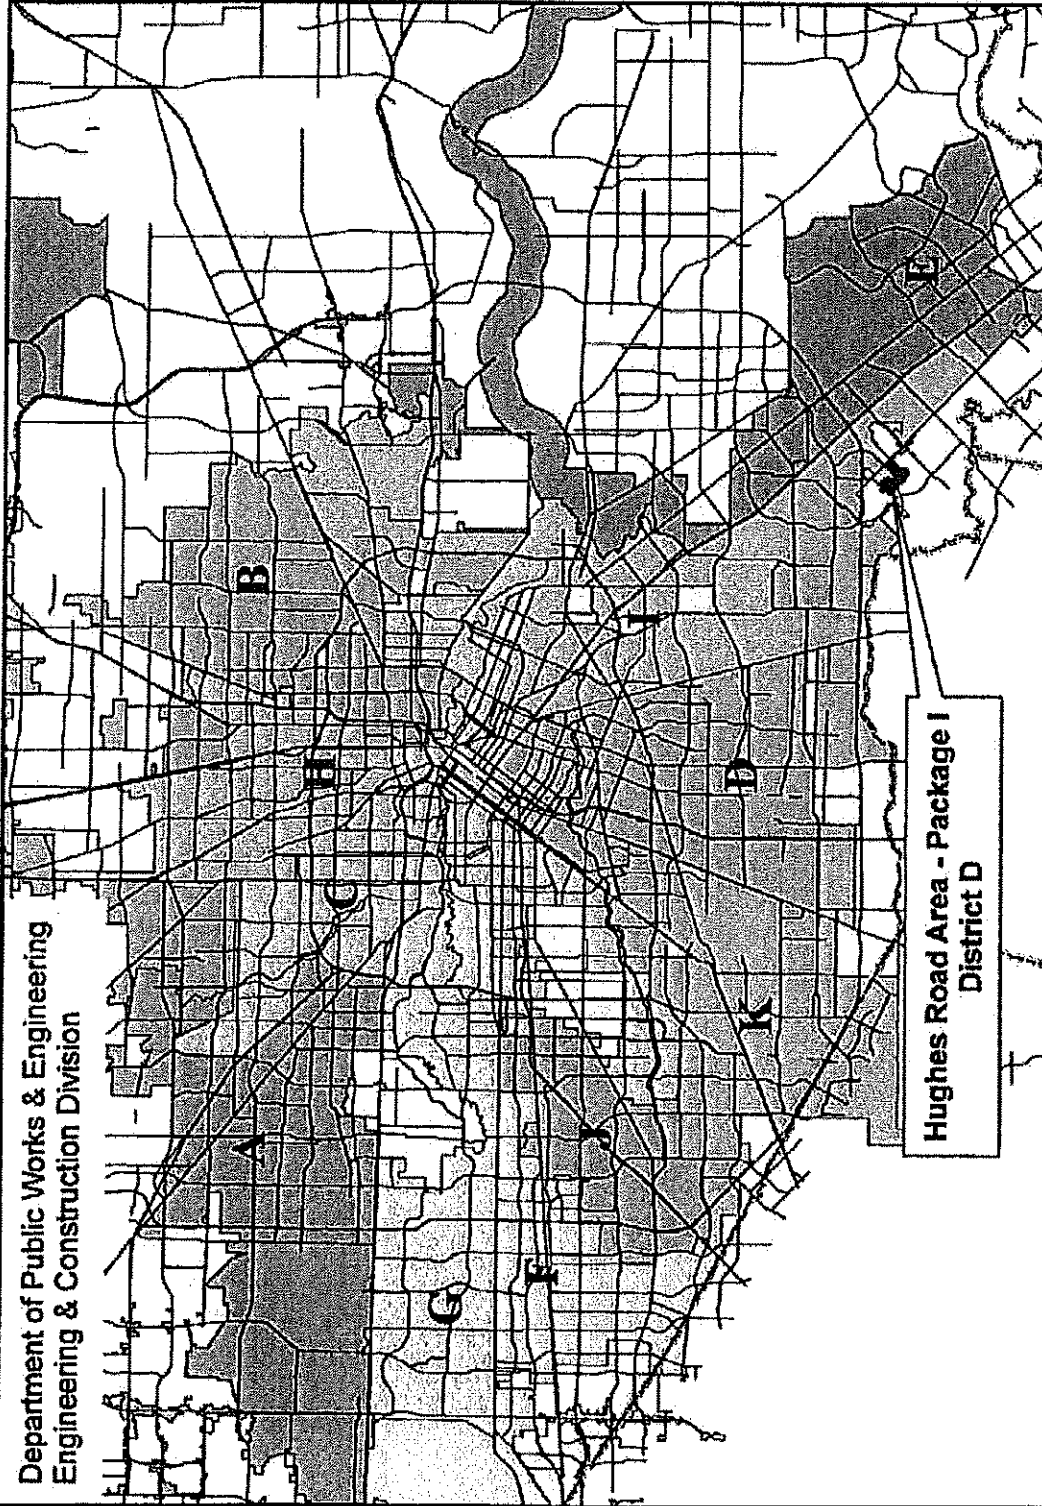 Department of Public Works & Engineering
Engineering & Construction Division
A
B
C
H
G
F
J
K
D
I
E
Hughes Road Area - Package I
District D